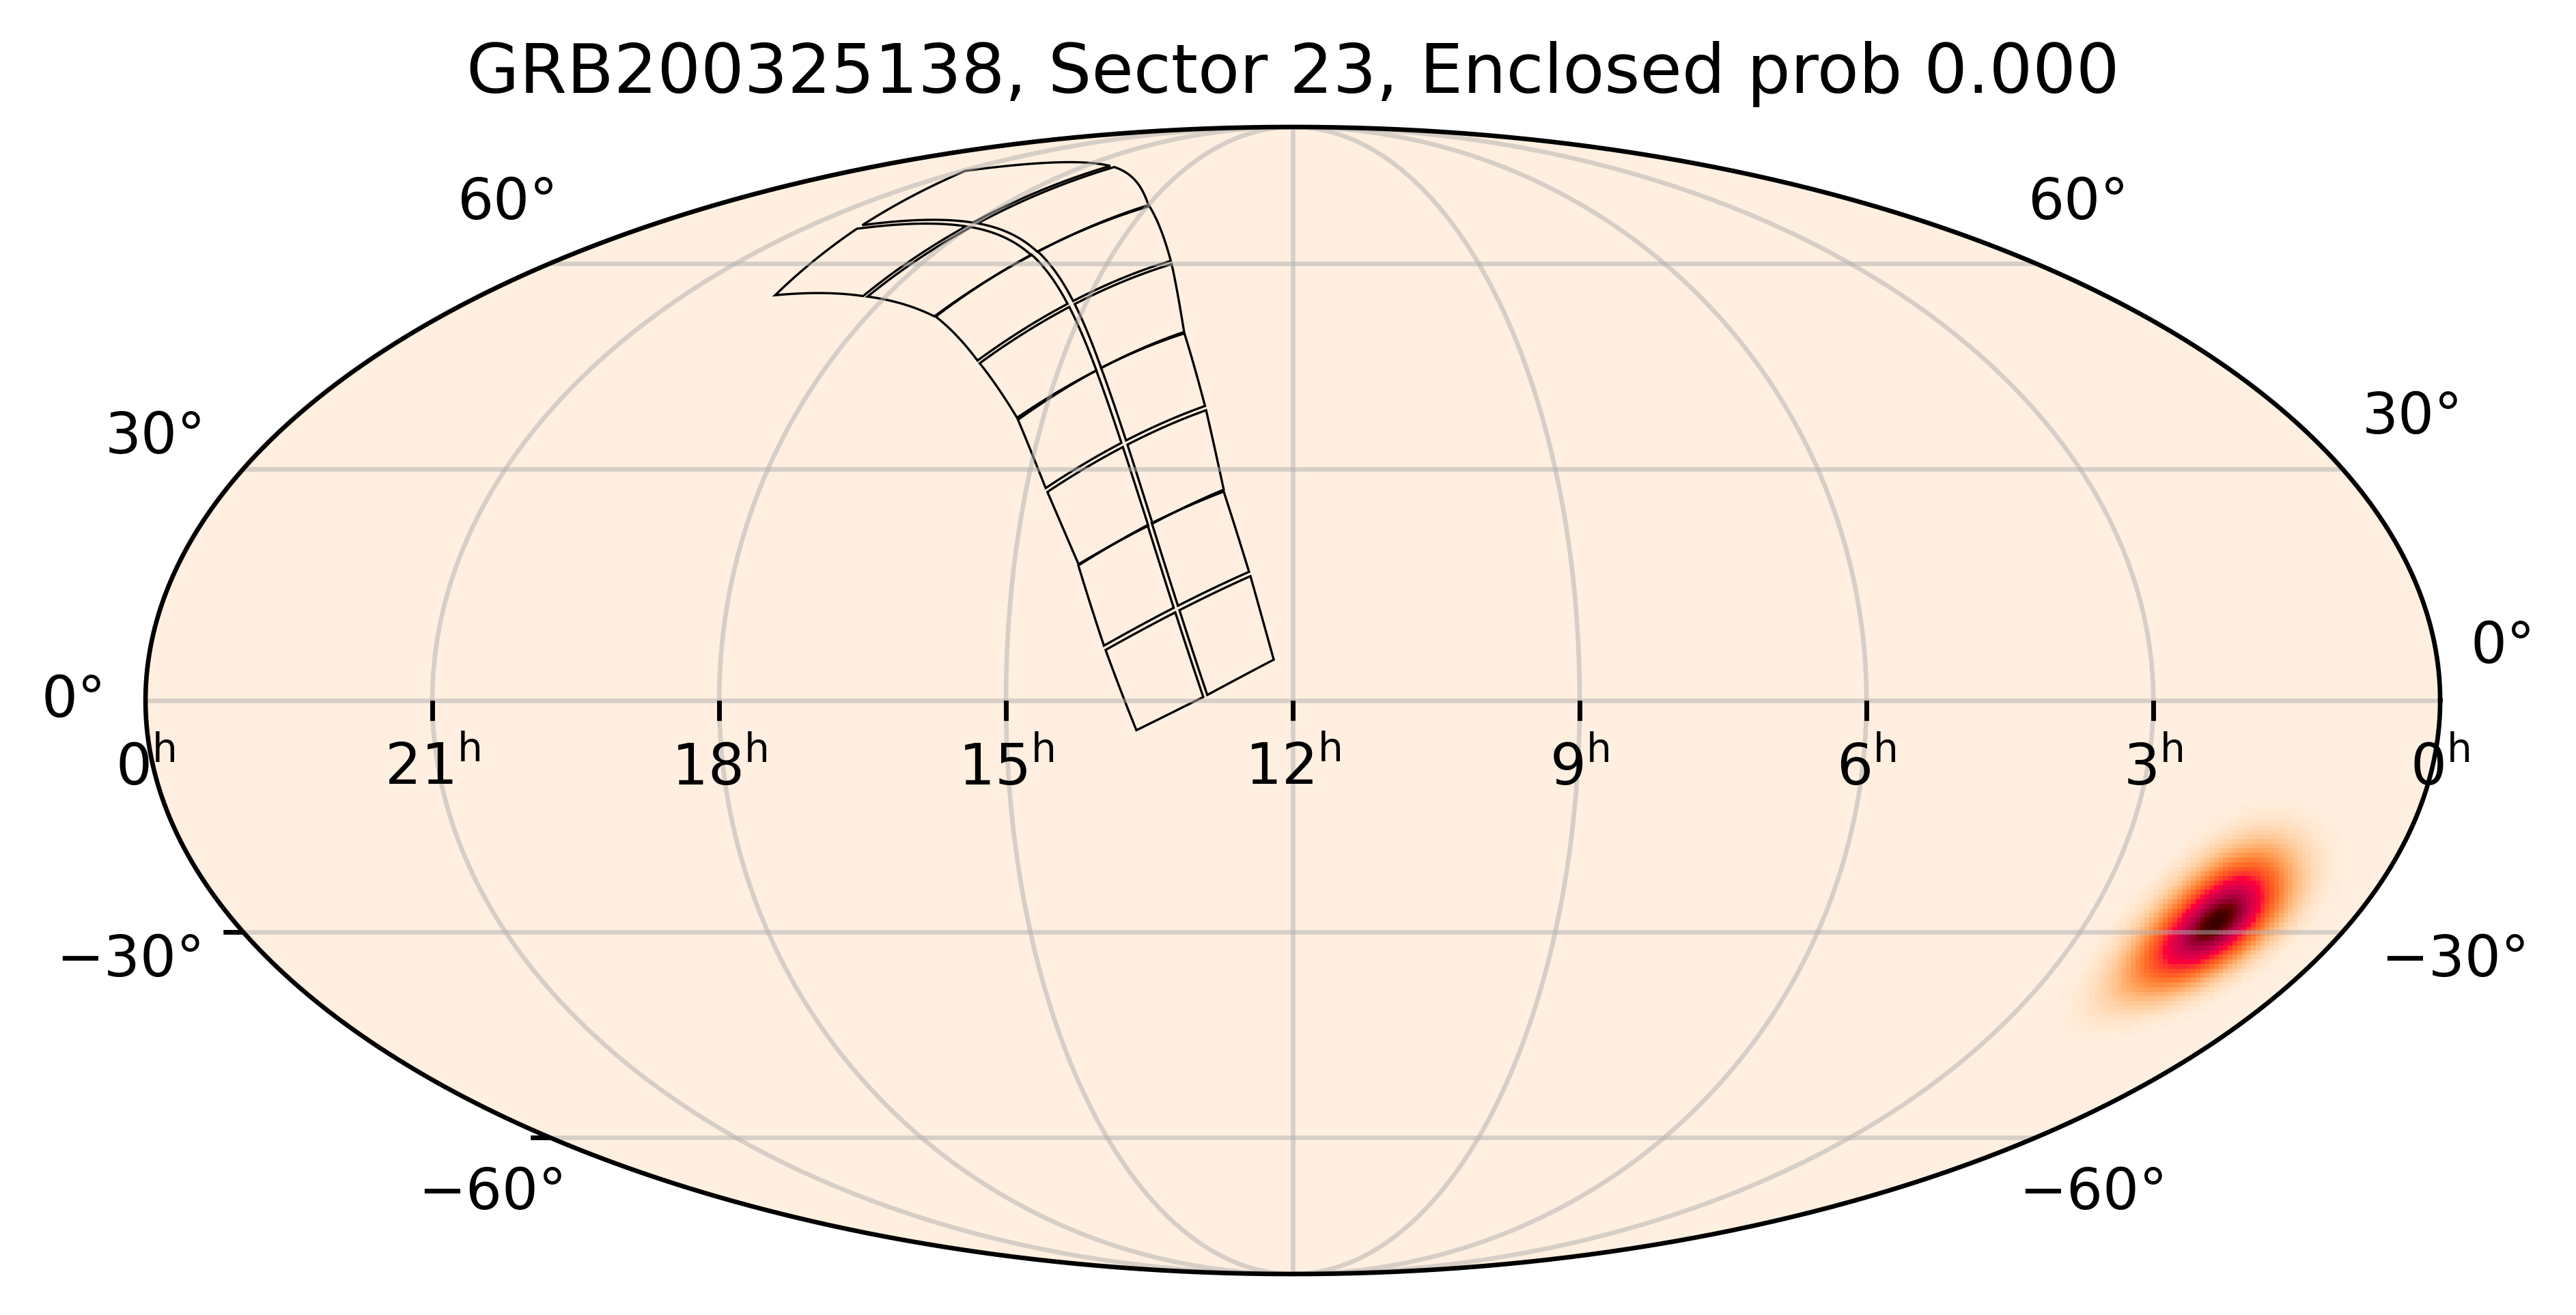 GRB200325138, Sector 23, Enclosed prob 0.000
60° 60°
30° 30°
0° 0°
0h 21h 18h 15h 12h 9h 6h 3h 0h
−30° −30°
−60° −60°